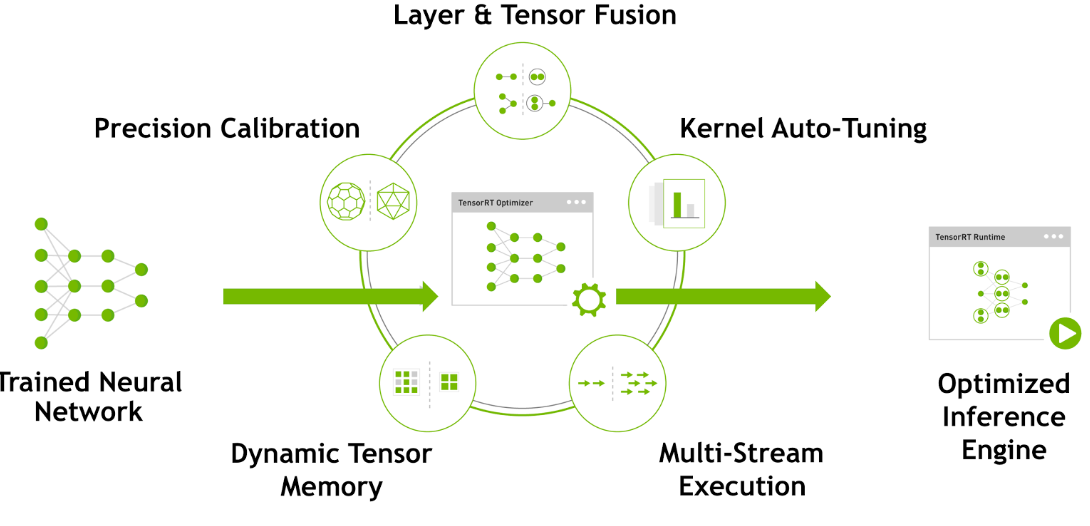 Layer & Tensor Fusion
Precision Calibration
Kernel Auto-Tuning
TensorRT Optimizer
TensorRT Runtime
Trained Neural
Network
Optimized
Inference
Engine
Dynamic Tensor
Memory
Multi-Stream
Execution